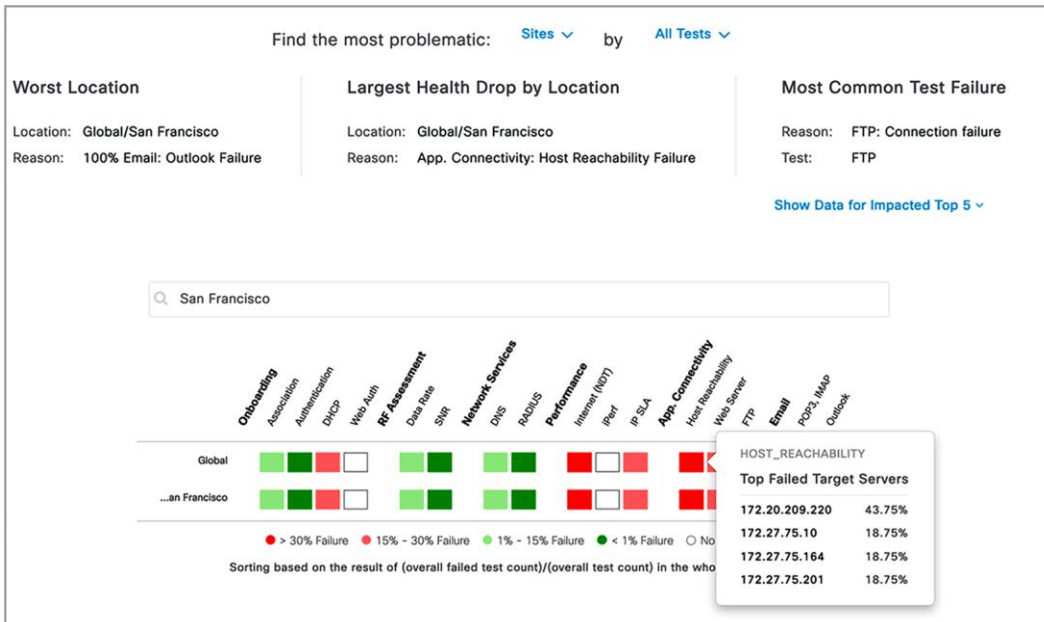 Find the most problematic: Sites by All Tests
Worst Location
Location: Global/San Francisco
Reason: 100% Email: Outlook Failure
Largest Health Drop by Location
Location: Global/San Francisco
Reason: App. Connectivity: Host Reachability Failure
Most Common Test Failure
Reason: FTP: Connection failure
Test: FTP
Show Data for Impacted Top 5
San Francisco
Onboarding
Association
Authentication
DHCP
Web Auth
RF Assessment
Data Rate
SNR
Network Services
DNS
RADIUS
Performance
Internet (NDT)
iPerf
IP SLA
App. Connectivity
Host Reachability
Web Server
FTP
Email
POP3, IMAP
Outlook
Global
...an Francisco
> 30% Failure 15% - 30% Failure 1% - 15% Failure < 1% Failure No
Sorting based on the result of (overall failed test count)/(overall test count) in the who
HOST_REACHABILITY
Top Failed Target Servers
172.20.209.220 43.75%
172.27.75.10 18.75%
172.27.75.164 18.75%
172.27.75.201 18.75%